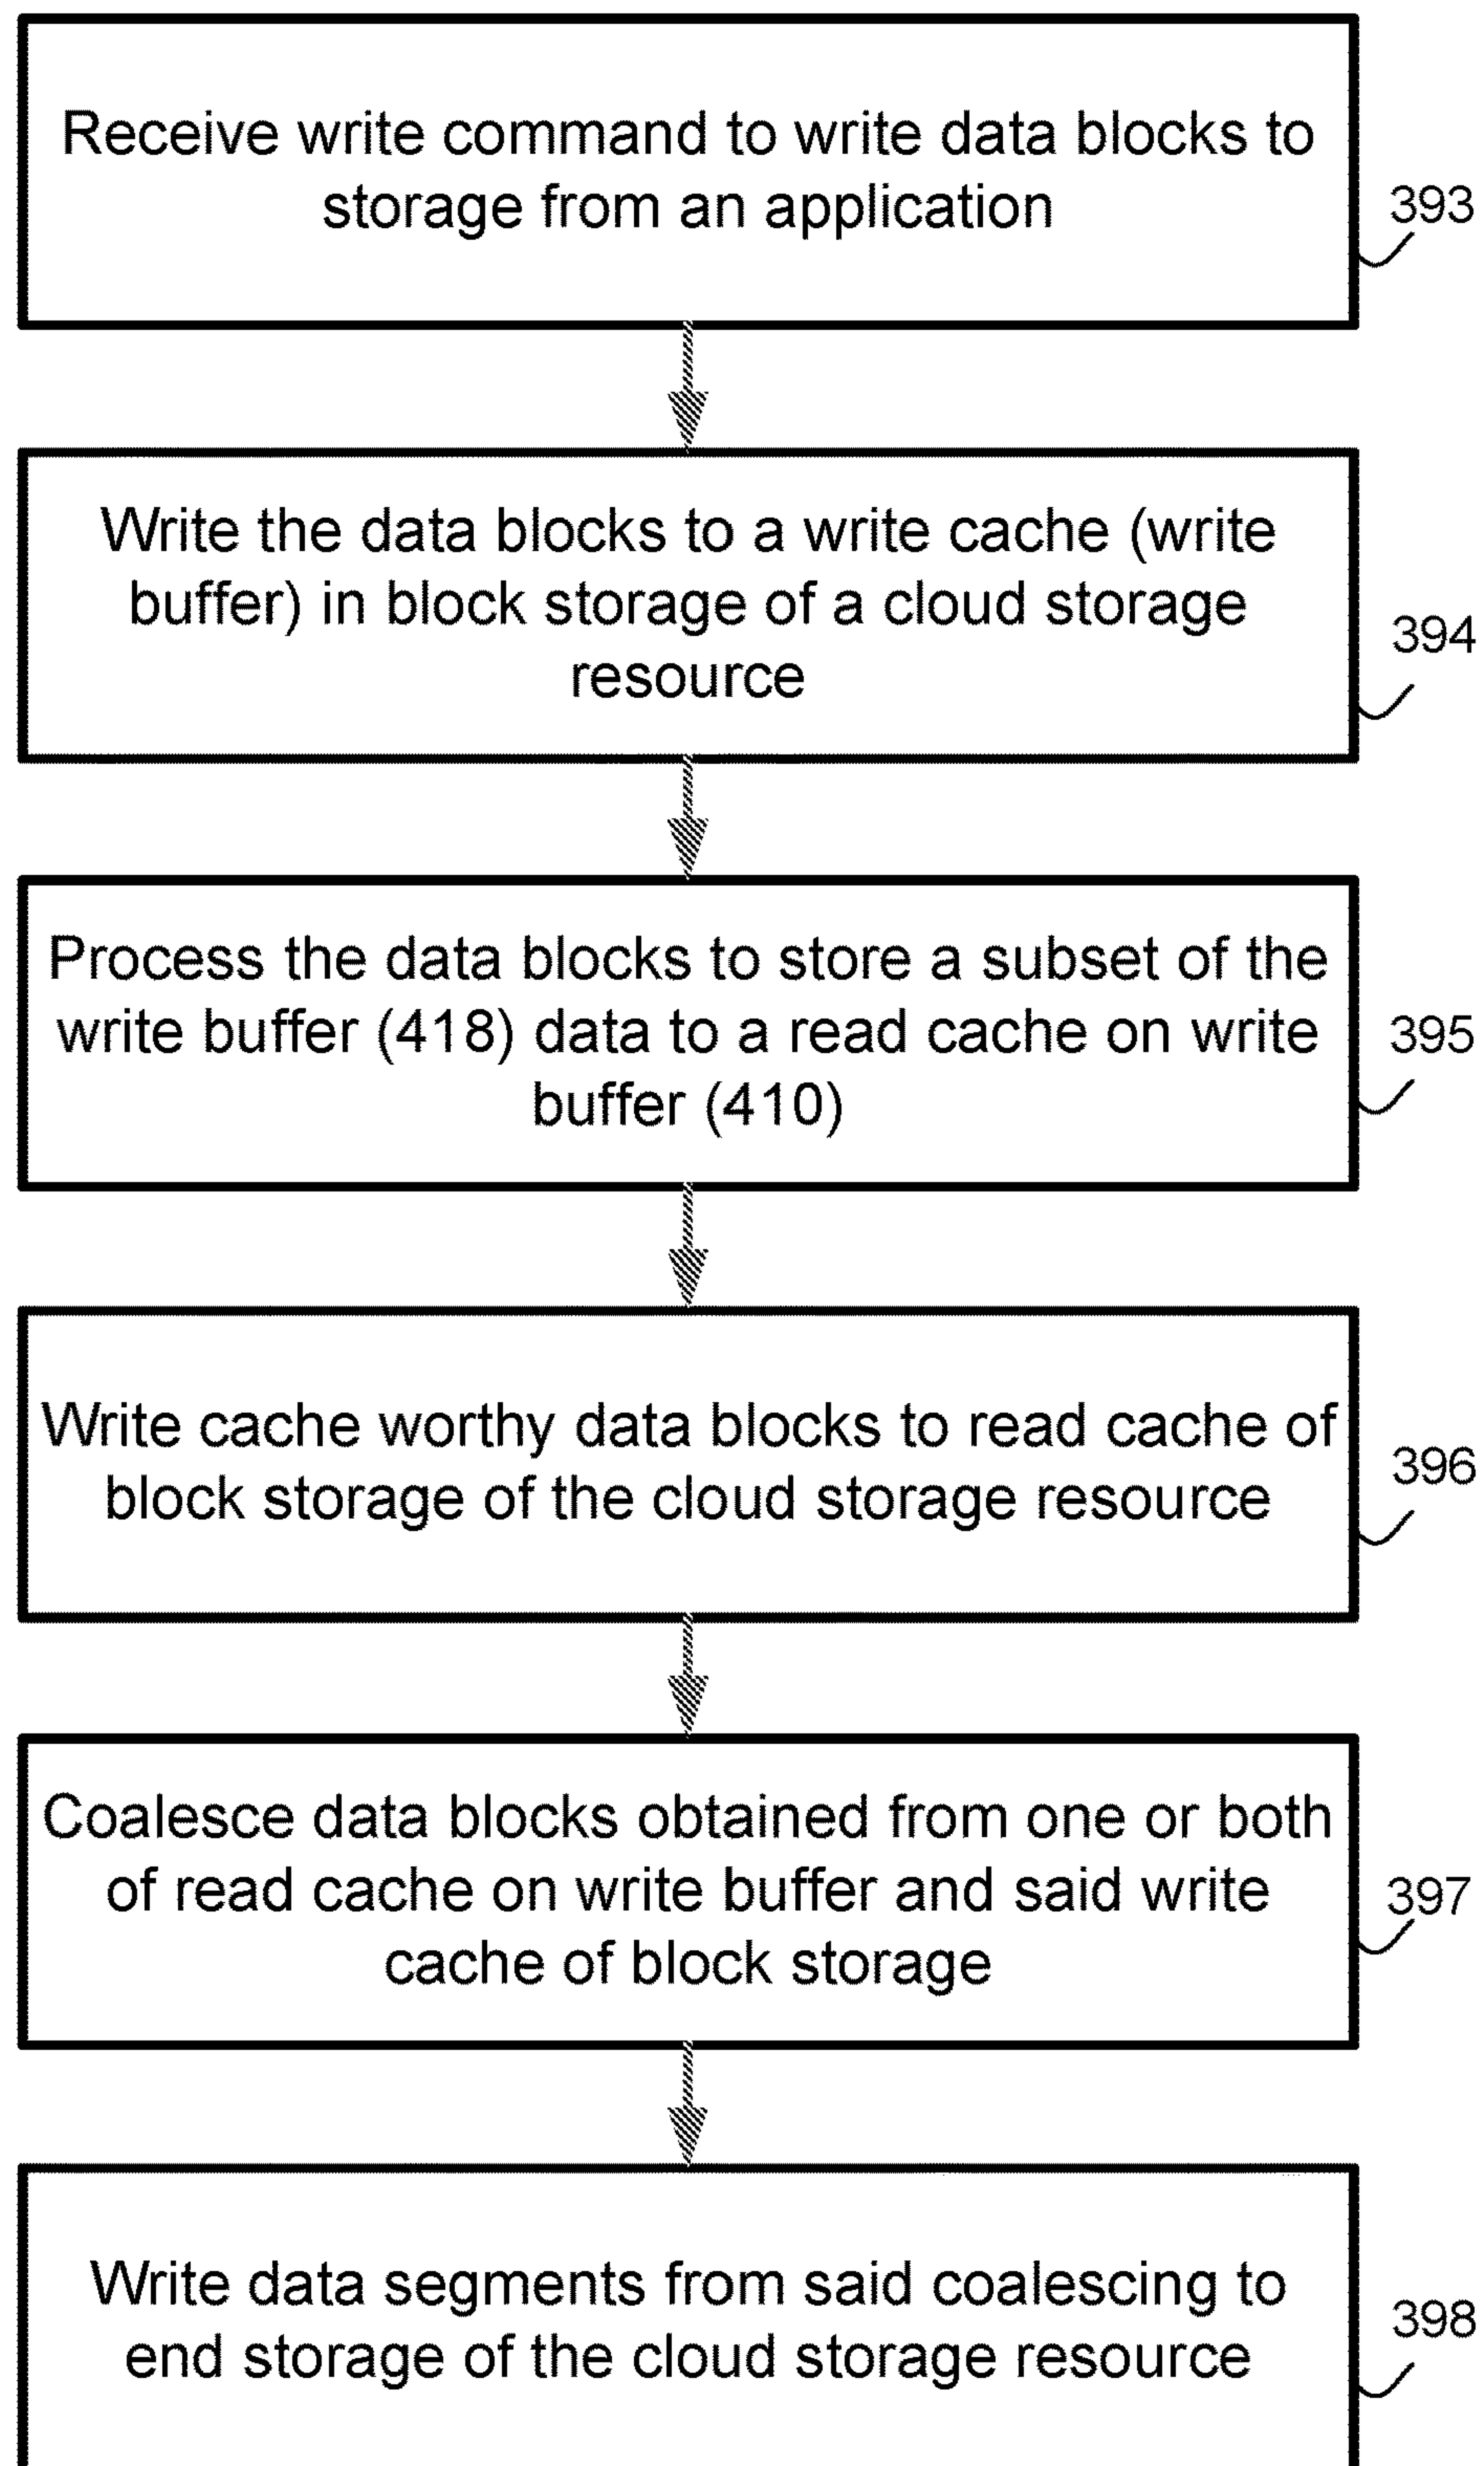 Receive write command to write data blocks to
storage from an application
393
Write the data blocks to a write cache (write
buffer) in block storage of a cloud storage
resource
394
Process the data blocks to store a subset of the
write buffer (418) data to a read cache on write
buffer (410)
395
Write cache worthy data blocks to read cache of
block storage of the cloud storage resource
396
Coalesce data blocks obtained from one or both
of read cache on write buffer and said write
cache of block storage
397
Write data segments from said coalescing to
end storage of the cloud storage resource
398